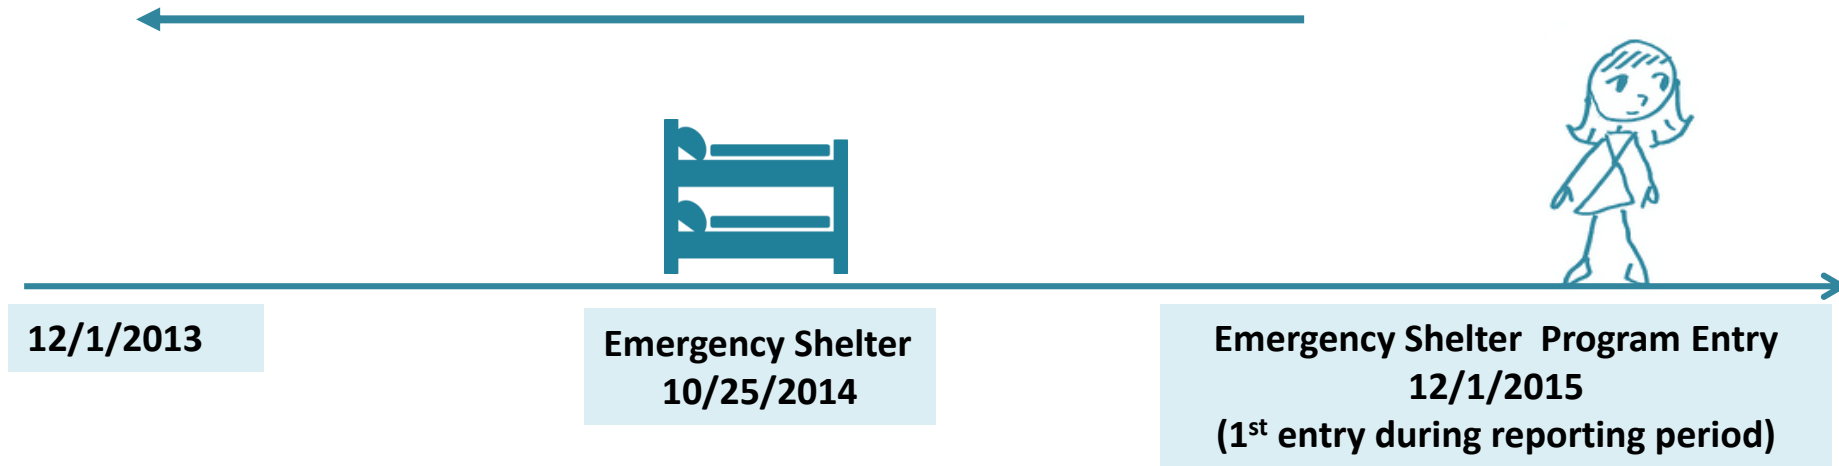 12/1/2013
Emergency Shelter
10/25/2014
Emergency Shelter  Program Entry
12/1/2015
(1st entry during reporting period)